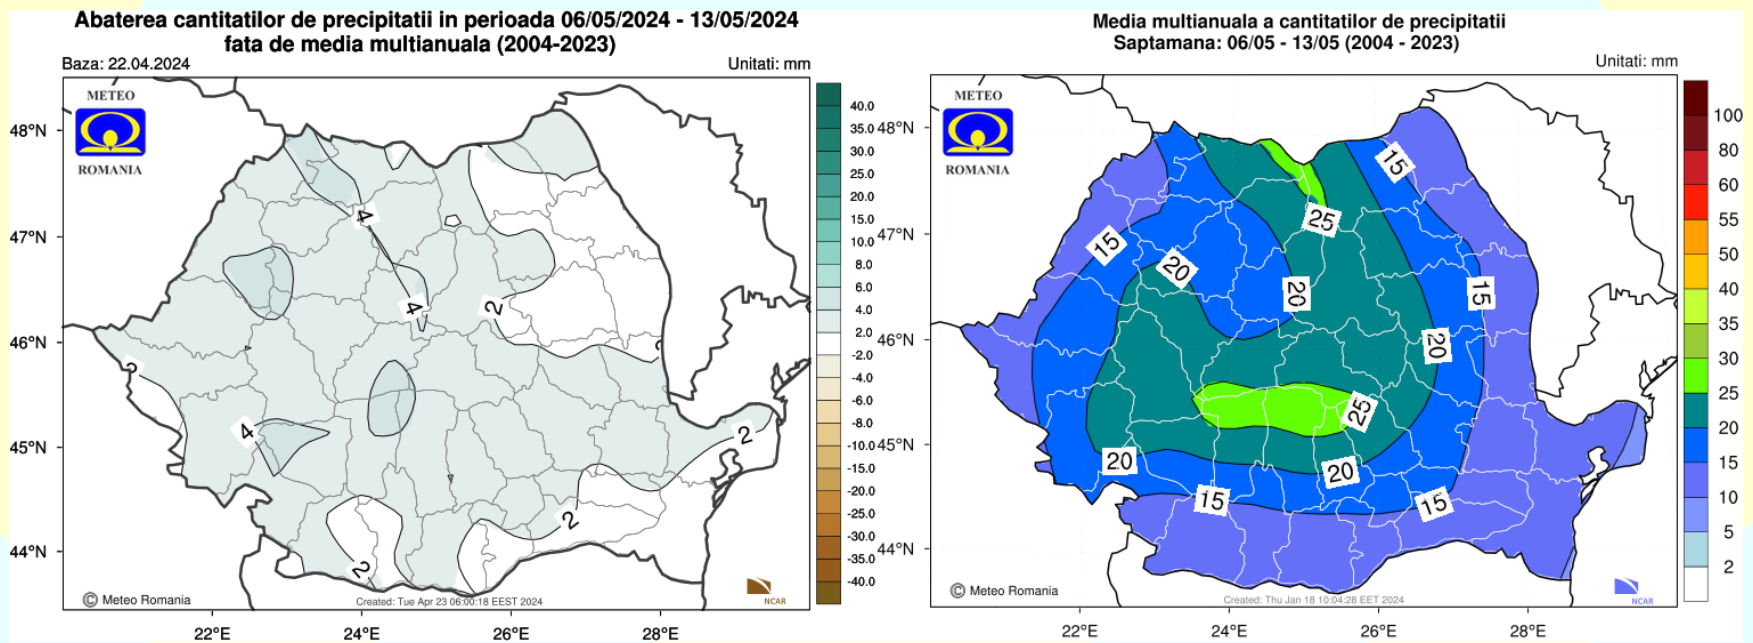 Abaterea cantitatilor de precipitatii in perioada 06/05/2024 - 13/05/2024
fata de media multianuala (2004-2023)
Baza: 22.04.2024
Unitati: mm
METEO
ROMANIA
48°N
47°N
46°N
45°N
44°N
22°E
24°E
26°E
28°E
4
4
2
2
4
2
2
2
40.0
35.0
30.0
25.0
20.0
15.0
10.0
8.0
6.0
4.0
2.0
-2.0
-4.0
-6.0
-8.0
-10.0
-15.0
-20.0
-25.0
-30.0
-35.0
-40.0
© Meteo Romania
Created: Tue Apr 23 06:00:18 EEST 2024
NCAR
Media multianuala a cantitatilor de precipitatii
Saptamana: 06/05 - 13/05 (2004 - 2023)
Unitati: mm
METEO
ROMANIA
48°N
47°N
46°N
45°N
44°N
22°E
24°E
26°E
28°E
15
25
15
20
20
15
20
25
20
20
15
15
100
80
60
55
50
40
35
30
25
20
15
10
5
2
© Meteo Romania
Created: Thu Jan 18 10:04:28 EET 2024
NCAR